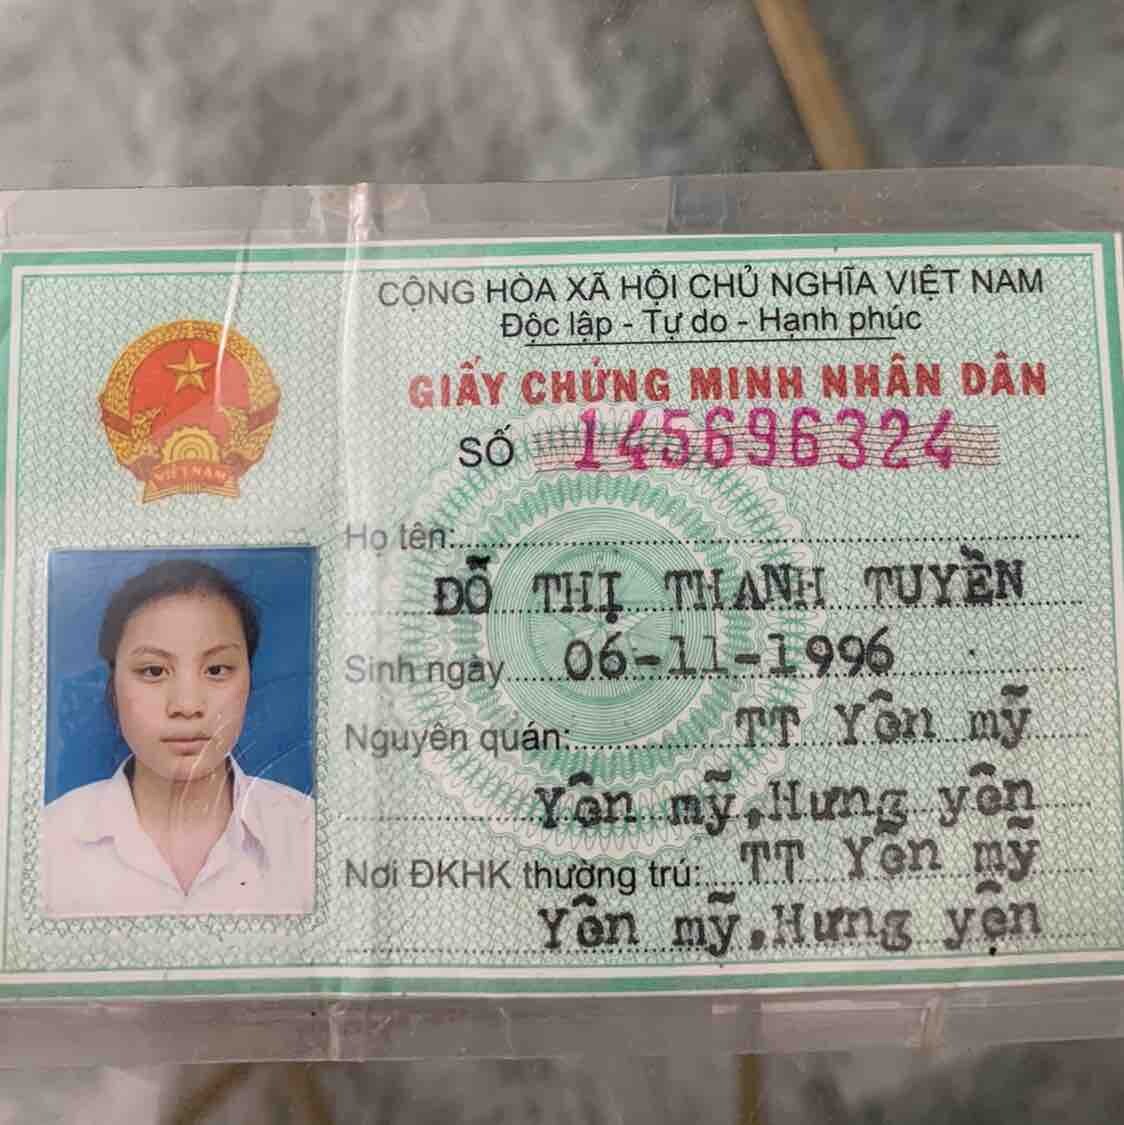 CỘNG HÒA XÃ HỘI CHỦ NGHĨA VIỆT NAM
Độc lập - Tự do - Hạnh phúc
GIẤY CHỨNG MINH NHÂN DÂN
SỐ 145696324
VIỆT NAM
Họ tên:
ĐỖ THỊ THANH TUYỀN
Sinh ngày 06-11-1996
Nguyên quán: TT Yên mỹ
Yên mỹ,Hưng yên
Nơi ĐKHK thường trú: TT Yên mỹ
Yên mỹ,Hưng yên